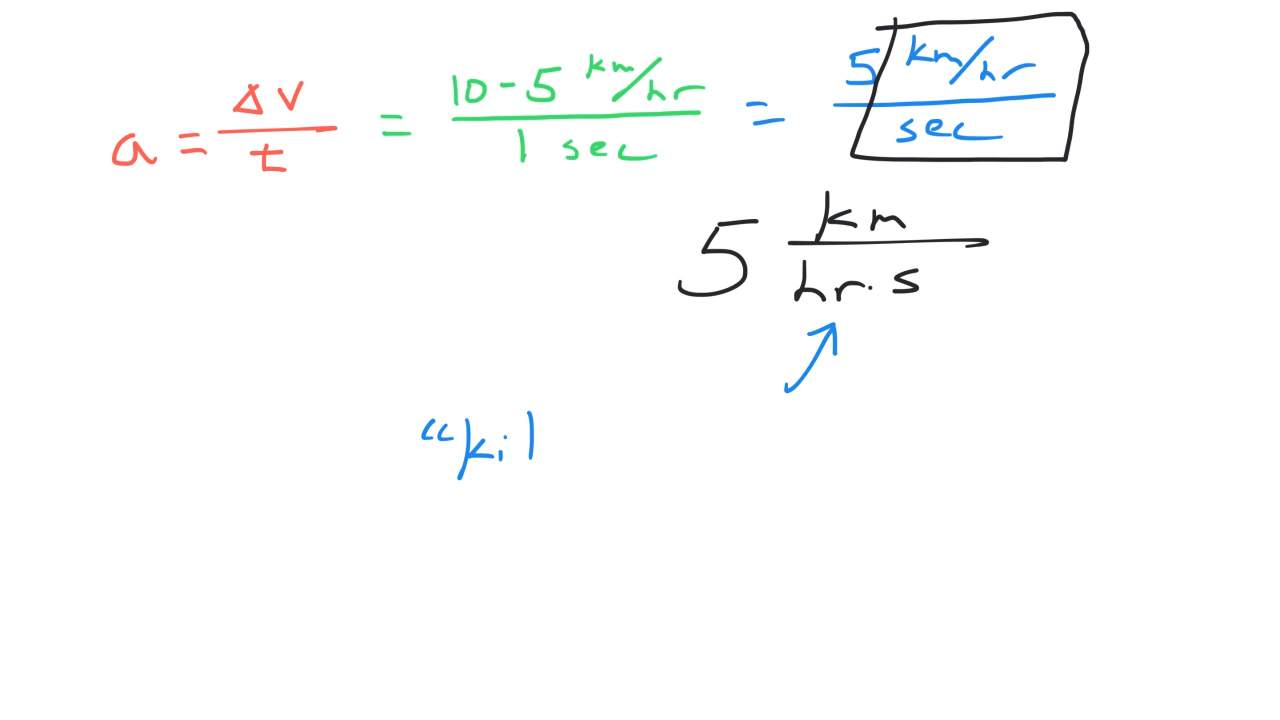 a = Δv/t = 10 - 5 km/hr / 1 sec = 5 km/hr / sec
5 km / hr · s
“kil